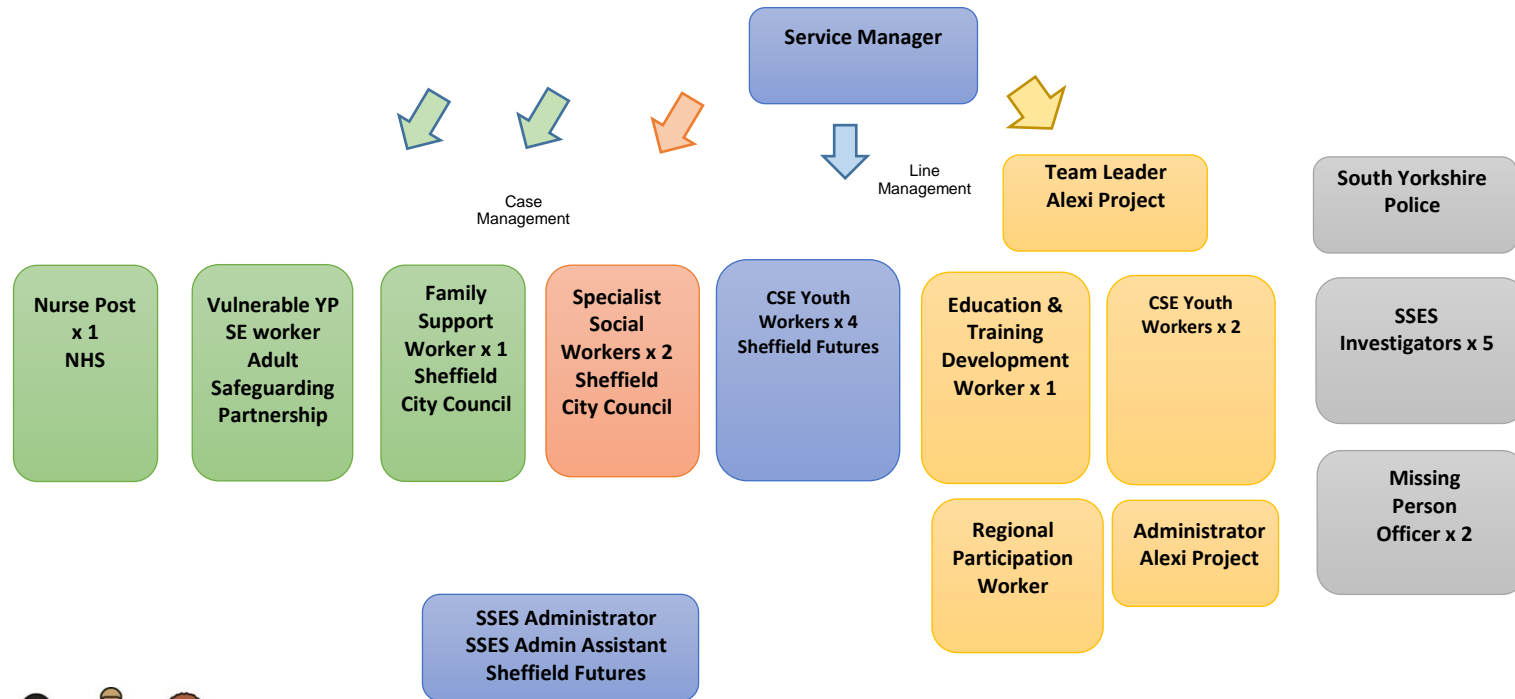 Service Manager
Case
Management
Line
Management
Team Leader
Alexi Project
South Yorkshire
Police
Nurse Post
x 1
NHS
Vulnerable YP
SE worker
Adult
Safeguarding
Partnership
Family
Support
Worker x 1
Sheffield
City Council
Specialist
Social
Workers x 2
Sheffield
City Council
CSE Youth
Workers x 4
Sheffield Futures
Education &
Training
Development
Worker x 1
CSE Youth
Workers x 2
SSES
Investigators x 5
Regional
Participation
Worker
Administrator
Alexi Project
Missing
Person
Officer x 2
SSES Administrator
SSES Admin Assistant
Sheffield Futures